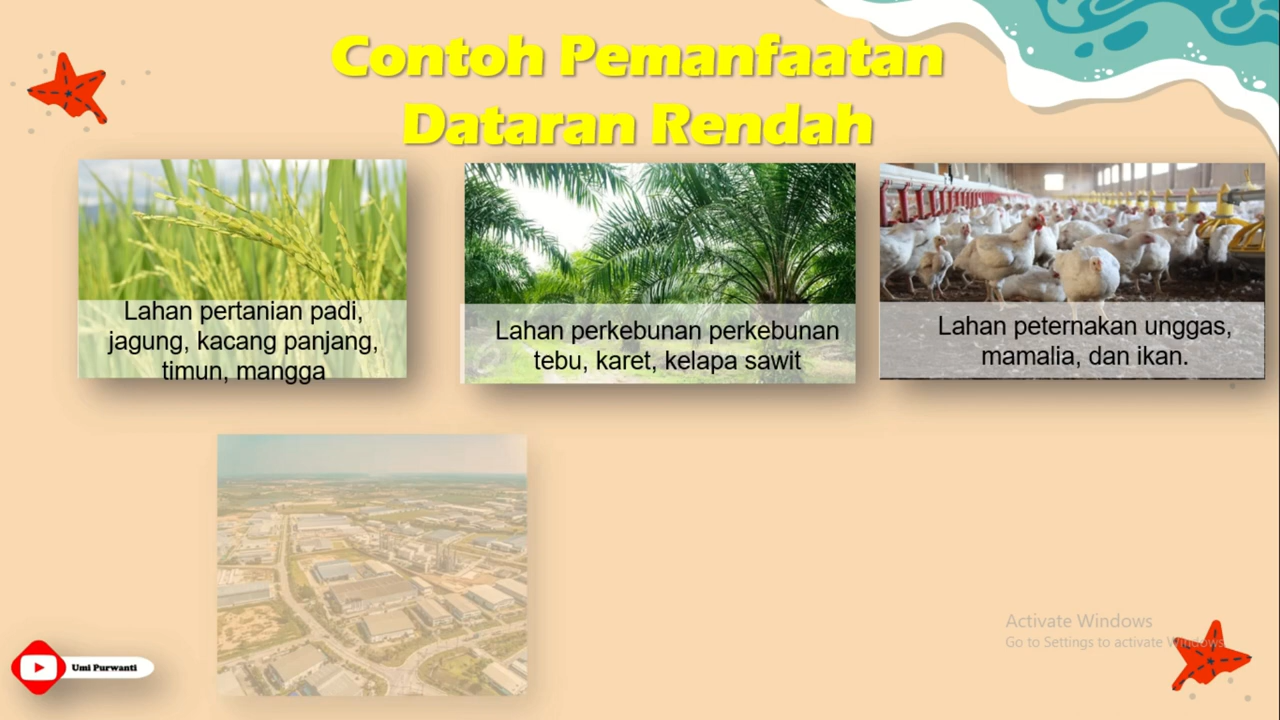 Contoh Pemanfaatan
Dataran Rendah
Lahan pertanian padi,
jagung, kacang panjang,
timun, mangga
Lahan perkebunan perkebunan
tebu, karet, kelapa sawit
Lahan peternakan unggas,
mamalia, dan ikan.
Activate Windows
Go to Settings to activate Windows.
Umi Purwanti